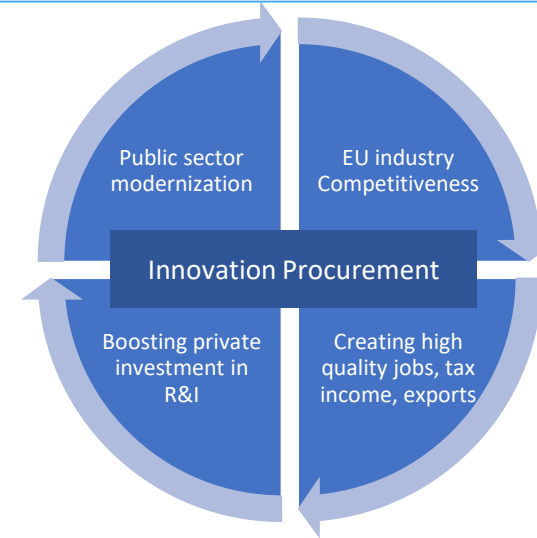 Public sector
modernization
EU industry
Competitiveness
Innovation Procurement
Boosting private
investment in
R&I
Creating high
quality jobs, tax
income, exports